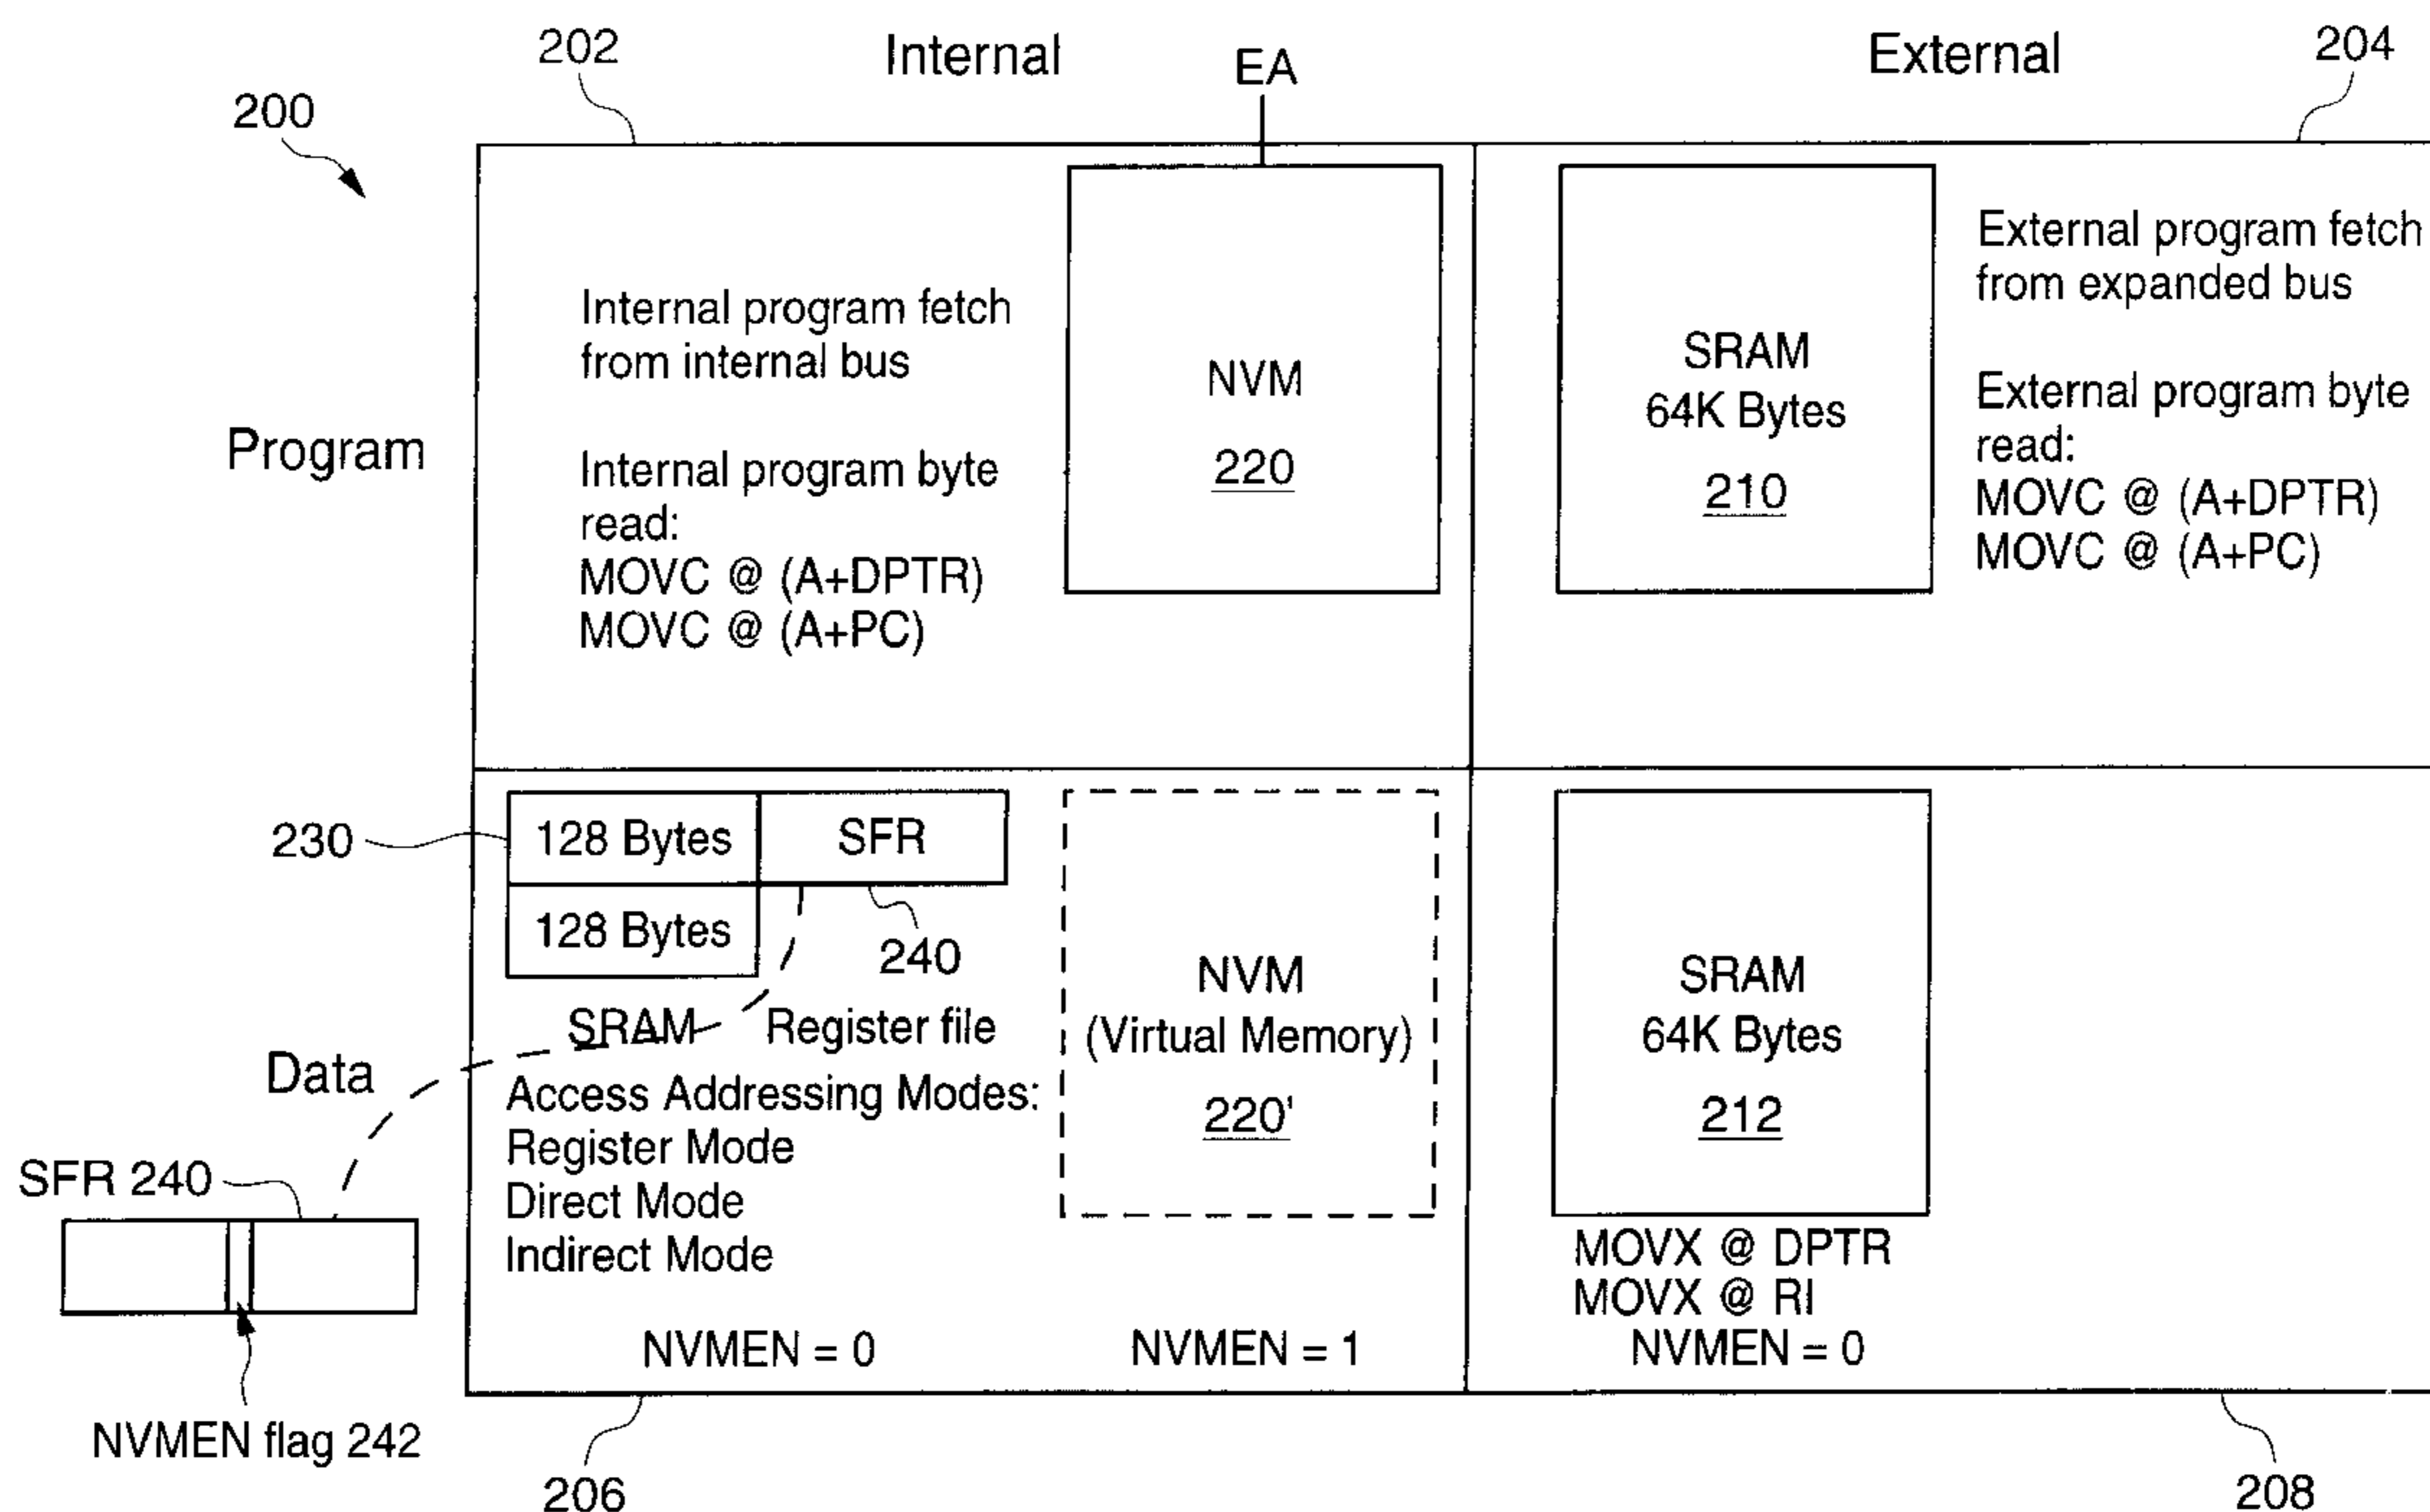 202
Internal
EA
External
204
200
Internal program fetch
from internal bus
Internal program byte
read:
MOVC @ (A+DPTR)
MOVC @ (A+PC)
NVM
220
SRAM
64K Bytes
210
External program fetch
from expanded bus
External program byte
read:
MOVC @ (A+DPTR)
MOVC @ (A+PC)
Program
230
128 Bytes
SFR
128 Bytes
240
SRAM
Register file
Data
Access Addressing Modes:
Register Mode
Direct Mode
Indirect Mode
NVM
(Virtual Memory)
220'
SRAM
64K Bytes
212
MOVX @ DPTR
MOVX @ RI
SFR 240
NVMEN = 0
NVMEN = 1
NVMEN = 0
NVMEN flag 242
206
208